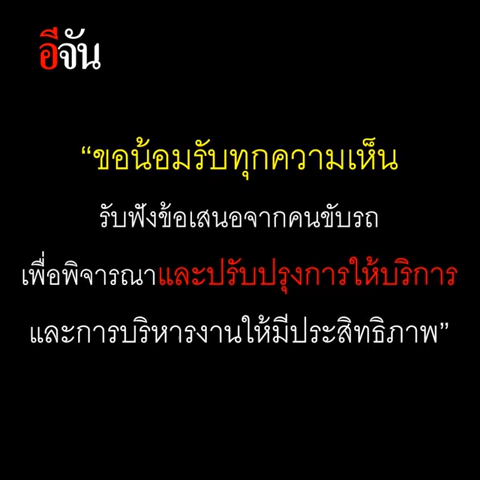 อีจัน
“ขอน้อมรับทุกความเห็น
รับฟังข้อเสนอจากคนขับรถ
เพื่อพิจารณาและปรับปรุงการให้บริการ
และการบริหารงานให้มีประสิทธิภาพ”